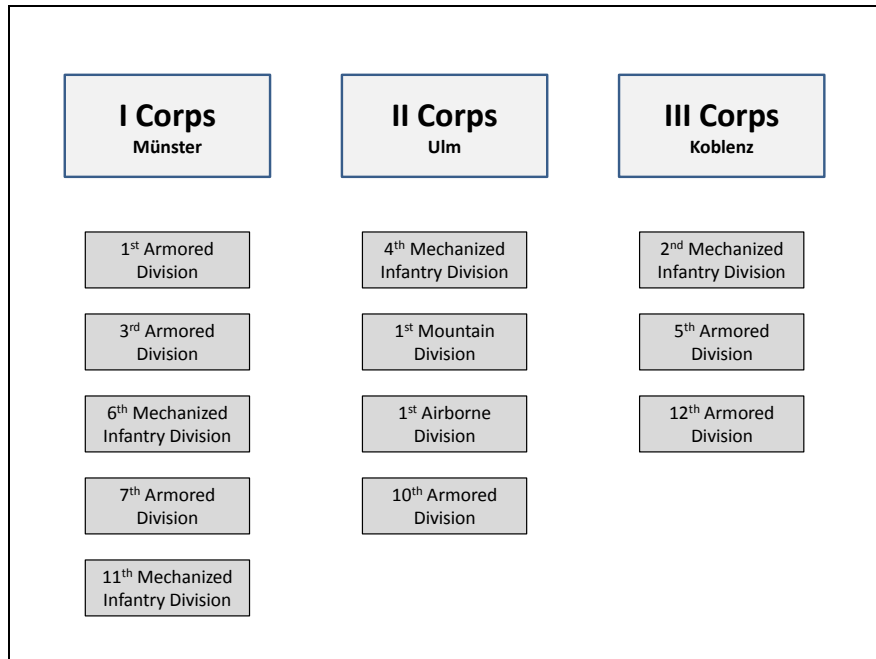 I Corps
Münster
1st Armored
Division
3rd Armored
Division
6th Mechanized
Infantry Division
7th Armored
Division
11th Mechanized
Infantry Division
II Corps
Ulm
4th Mechanized
Infantry Division
1st Mountain
Division
1st Airborne
Division
10th Armored
Division
III Corps
Koblenz
2nd Mechanized
Infantry Division
5th Armored
Division
12th Armored
Division